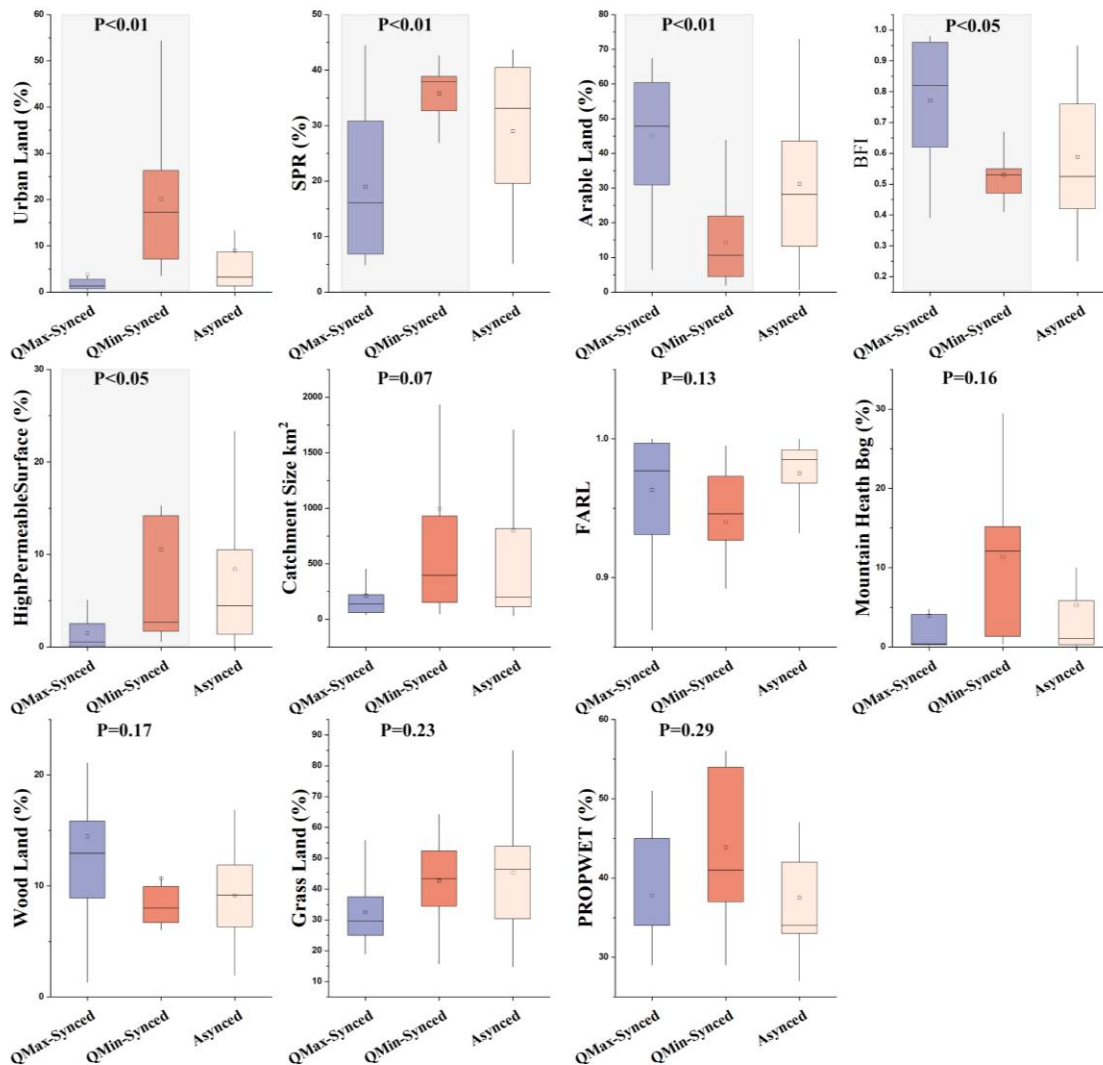 P<0.01
Urban Land (%)
60
50
40
30
20
10
0
QMax-Synced
QMin-Synced
Asynced
P<0.01
SPR (%)
50
40
30
20
10
0
QMax-Synced
QMin-Synced
Asynced
P<0.01
Arable Land (%)
80
70
60
50
40
30
20
10
0
QMax-Synced
QMin-Synced
Asynced
P<0.05
BFI
1.0
0.9
0.8
0.7
0.6
0.5
0.4
0.3
0.2
QMax-Synced
QMin-Synced
Asynced
P<0.05
HighPermeableSurface (%)
30
20
10
0
QMax-Synced
QMin-Synced
Asynced
P=0.07
Catchment Size km²
2000
1500
1000
500
0
QMax-Synced
QMin-Synced
Asynced
P=0.13
FARL
1.0
0.9
QMax-Synced
QMin-Synced
Asynced
P=0.16
Mountain Heath Bog (%)
30
20
10
0
QMax-Synced
QMin-Synced
Asynced
P=0.17
Wood Land (%)
20
10
0
QMax-Synced
QMin-Synced
Asynced
P=0.23
Grass Land (%)
90
80
70
60
50
40
30
20
10
QMax-Synced
QMin-Synced
Asynced
P=0.29
PROPWET (%)
60
50
40
30
QMax-Synced
QMin-Synced
Asynced